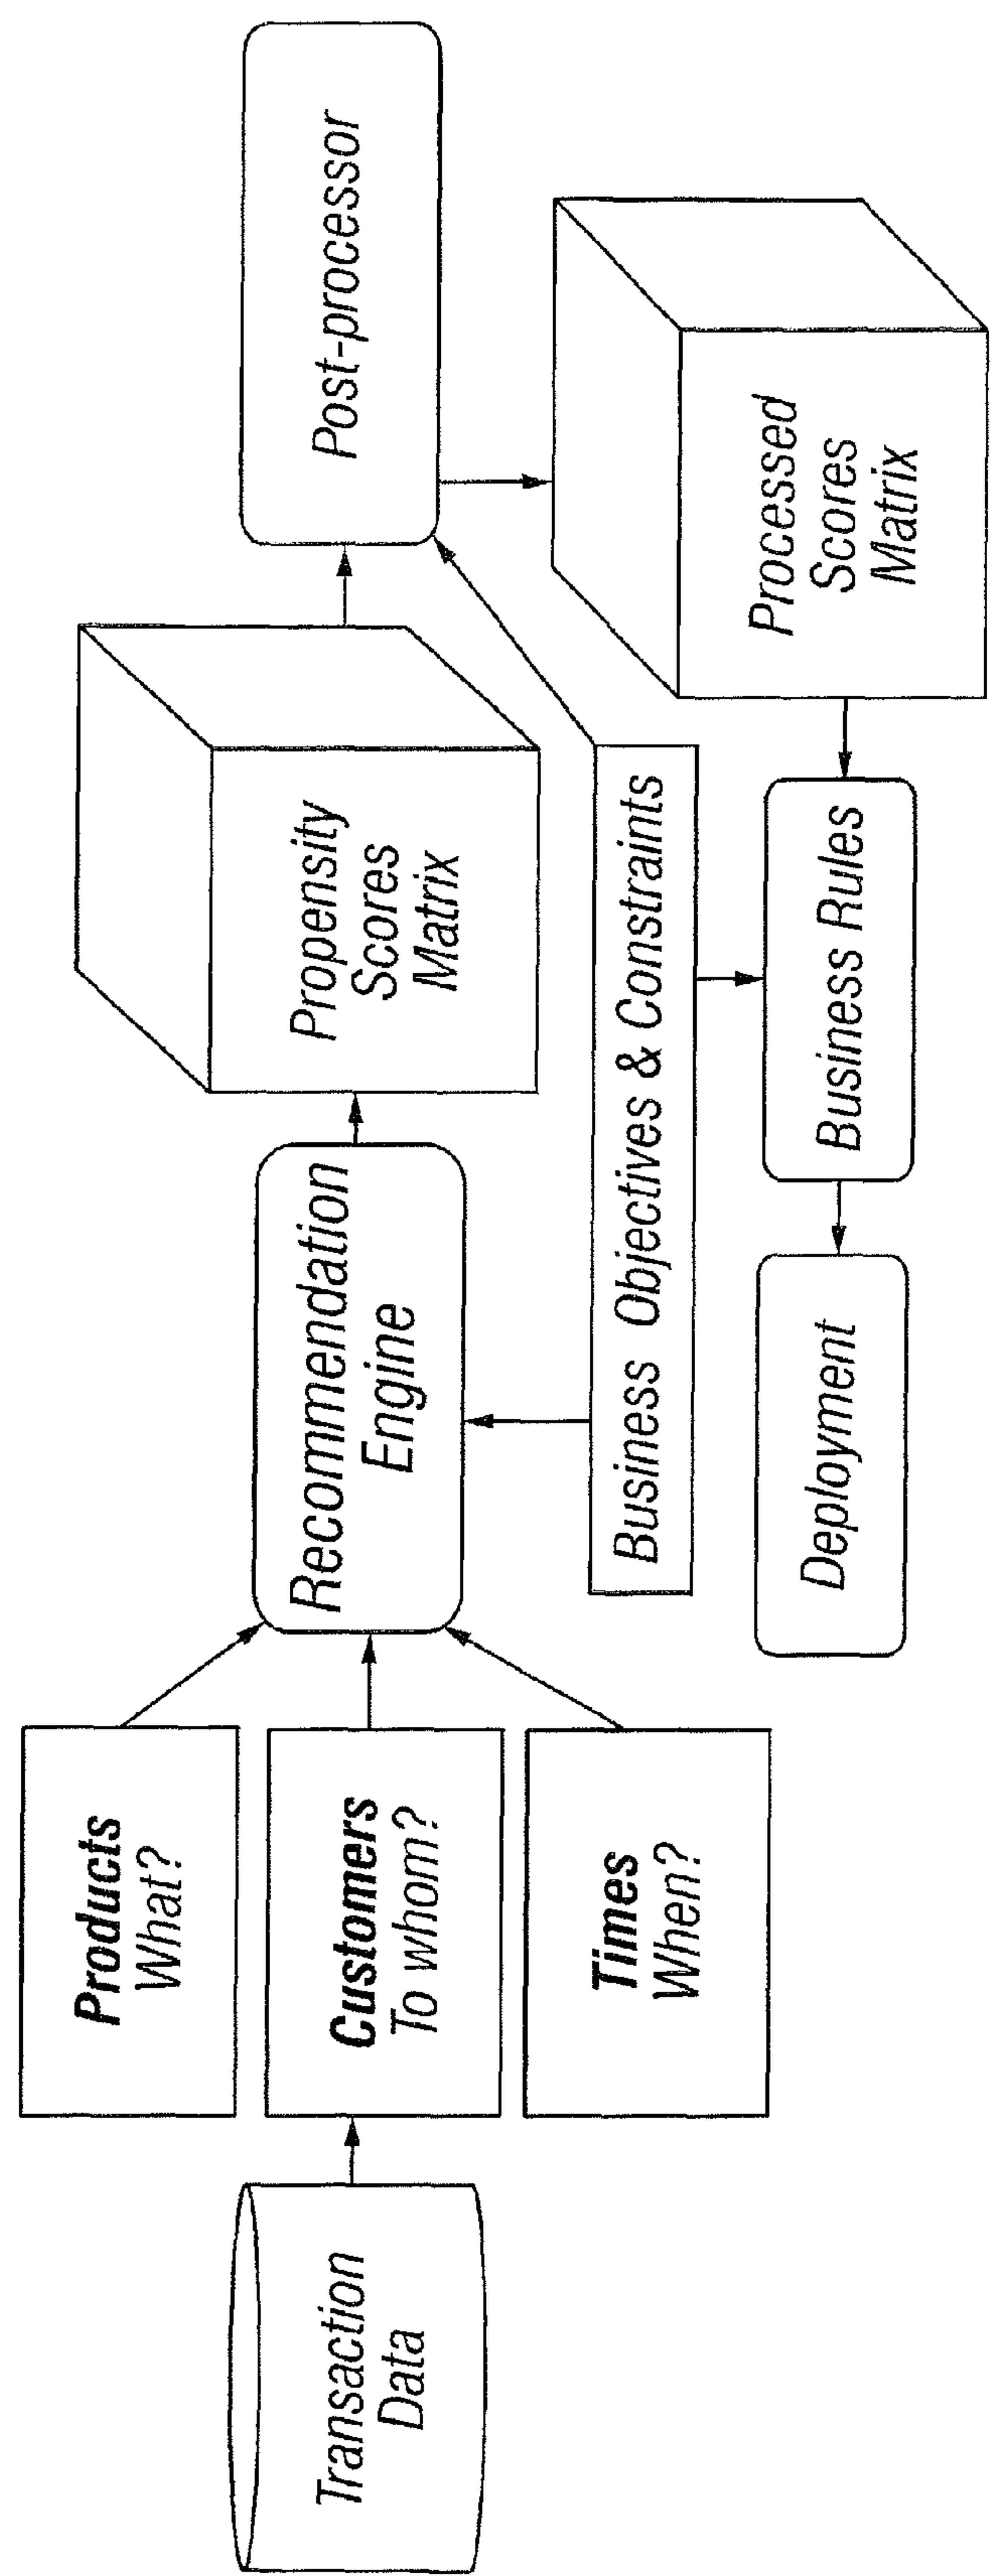 Transaction
Data
Products
What?
Customers
To whom?
Times
When?
Recommendation
Engine
Propensity
Scores
Matrix
Post-processor
Business Objectives & Constraints
Processed
Scores
Matrix
Business Rules
Deployment